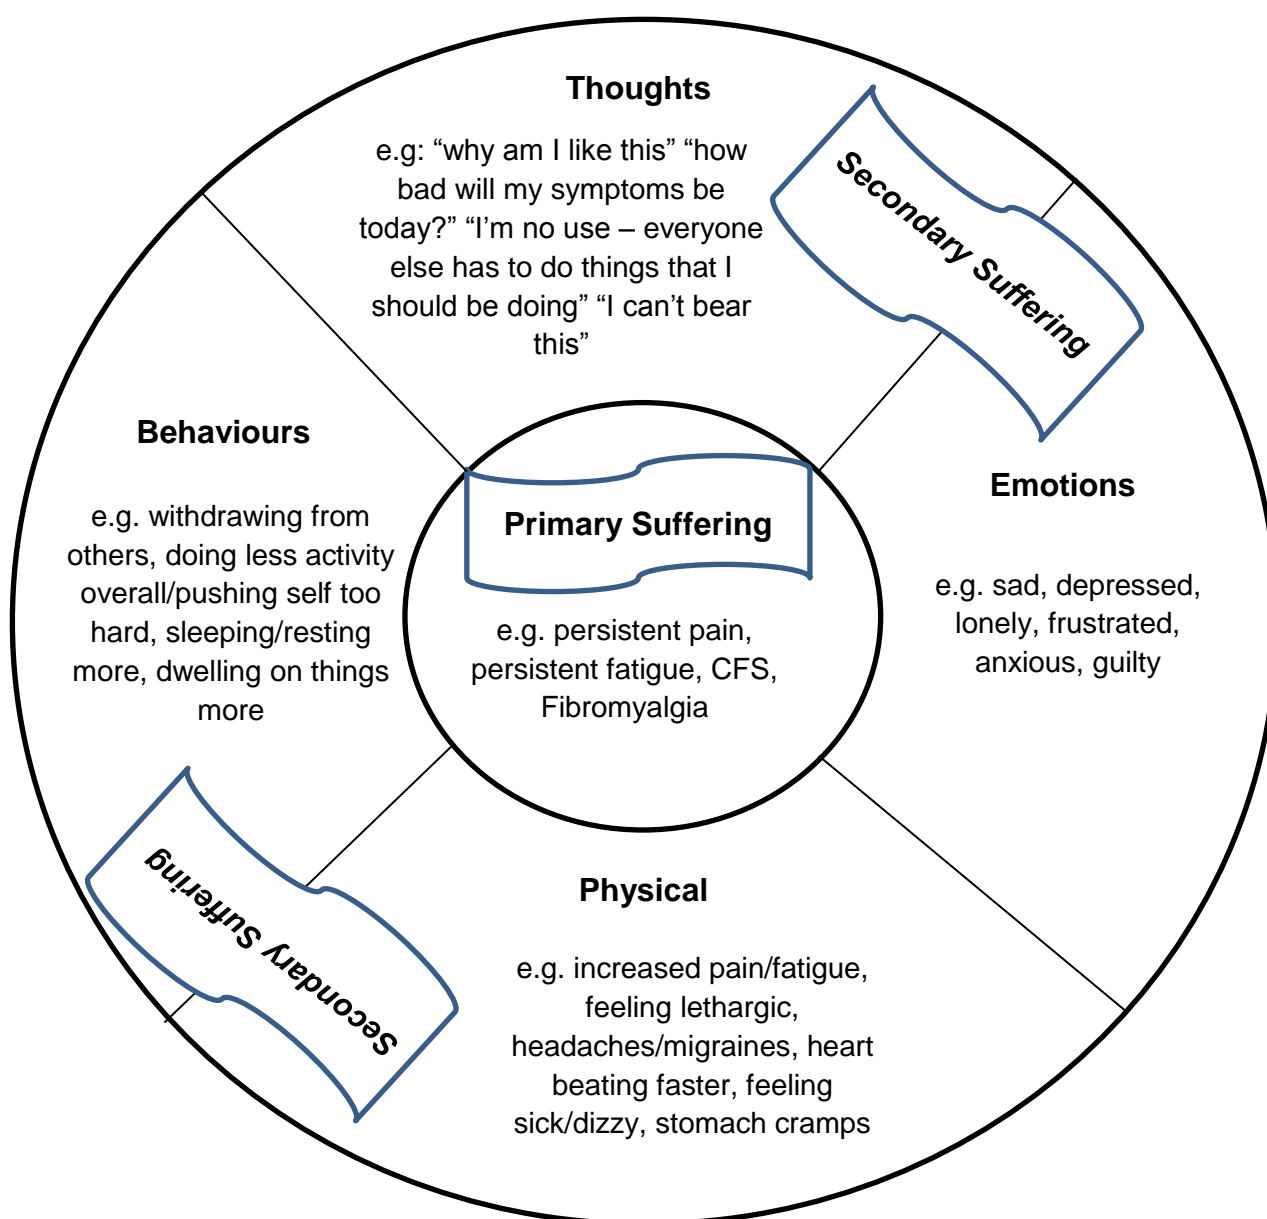 Thoughts
e.g: “why am I like this” “how
bad will my symptoms be
today?” “I’m no use – everyone
else has to do things that I
should be doing” “I can’t bear
this”
Secondary Suffering
Behaviours
e.g. withdrawing from
others, doing less activity
overall/pushing self too
hard, sleeping/resting
more, dwelling on things
more
Primary Suffering
e.g. persistent pain,
persistent fatigue, CFS,
Fibromyalgia
Emotions
e.g. sad, depressed,
lonely, frustrated,
anxious, guilty
Secondary Suffering
Physical
e.g. increased pain/fatigue,
feeling lethargic,
headaches/migraines, heart
beating faster, feeling
sick/dizzy, stomach cramps